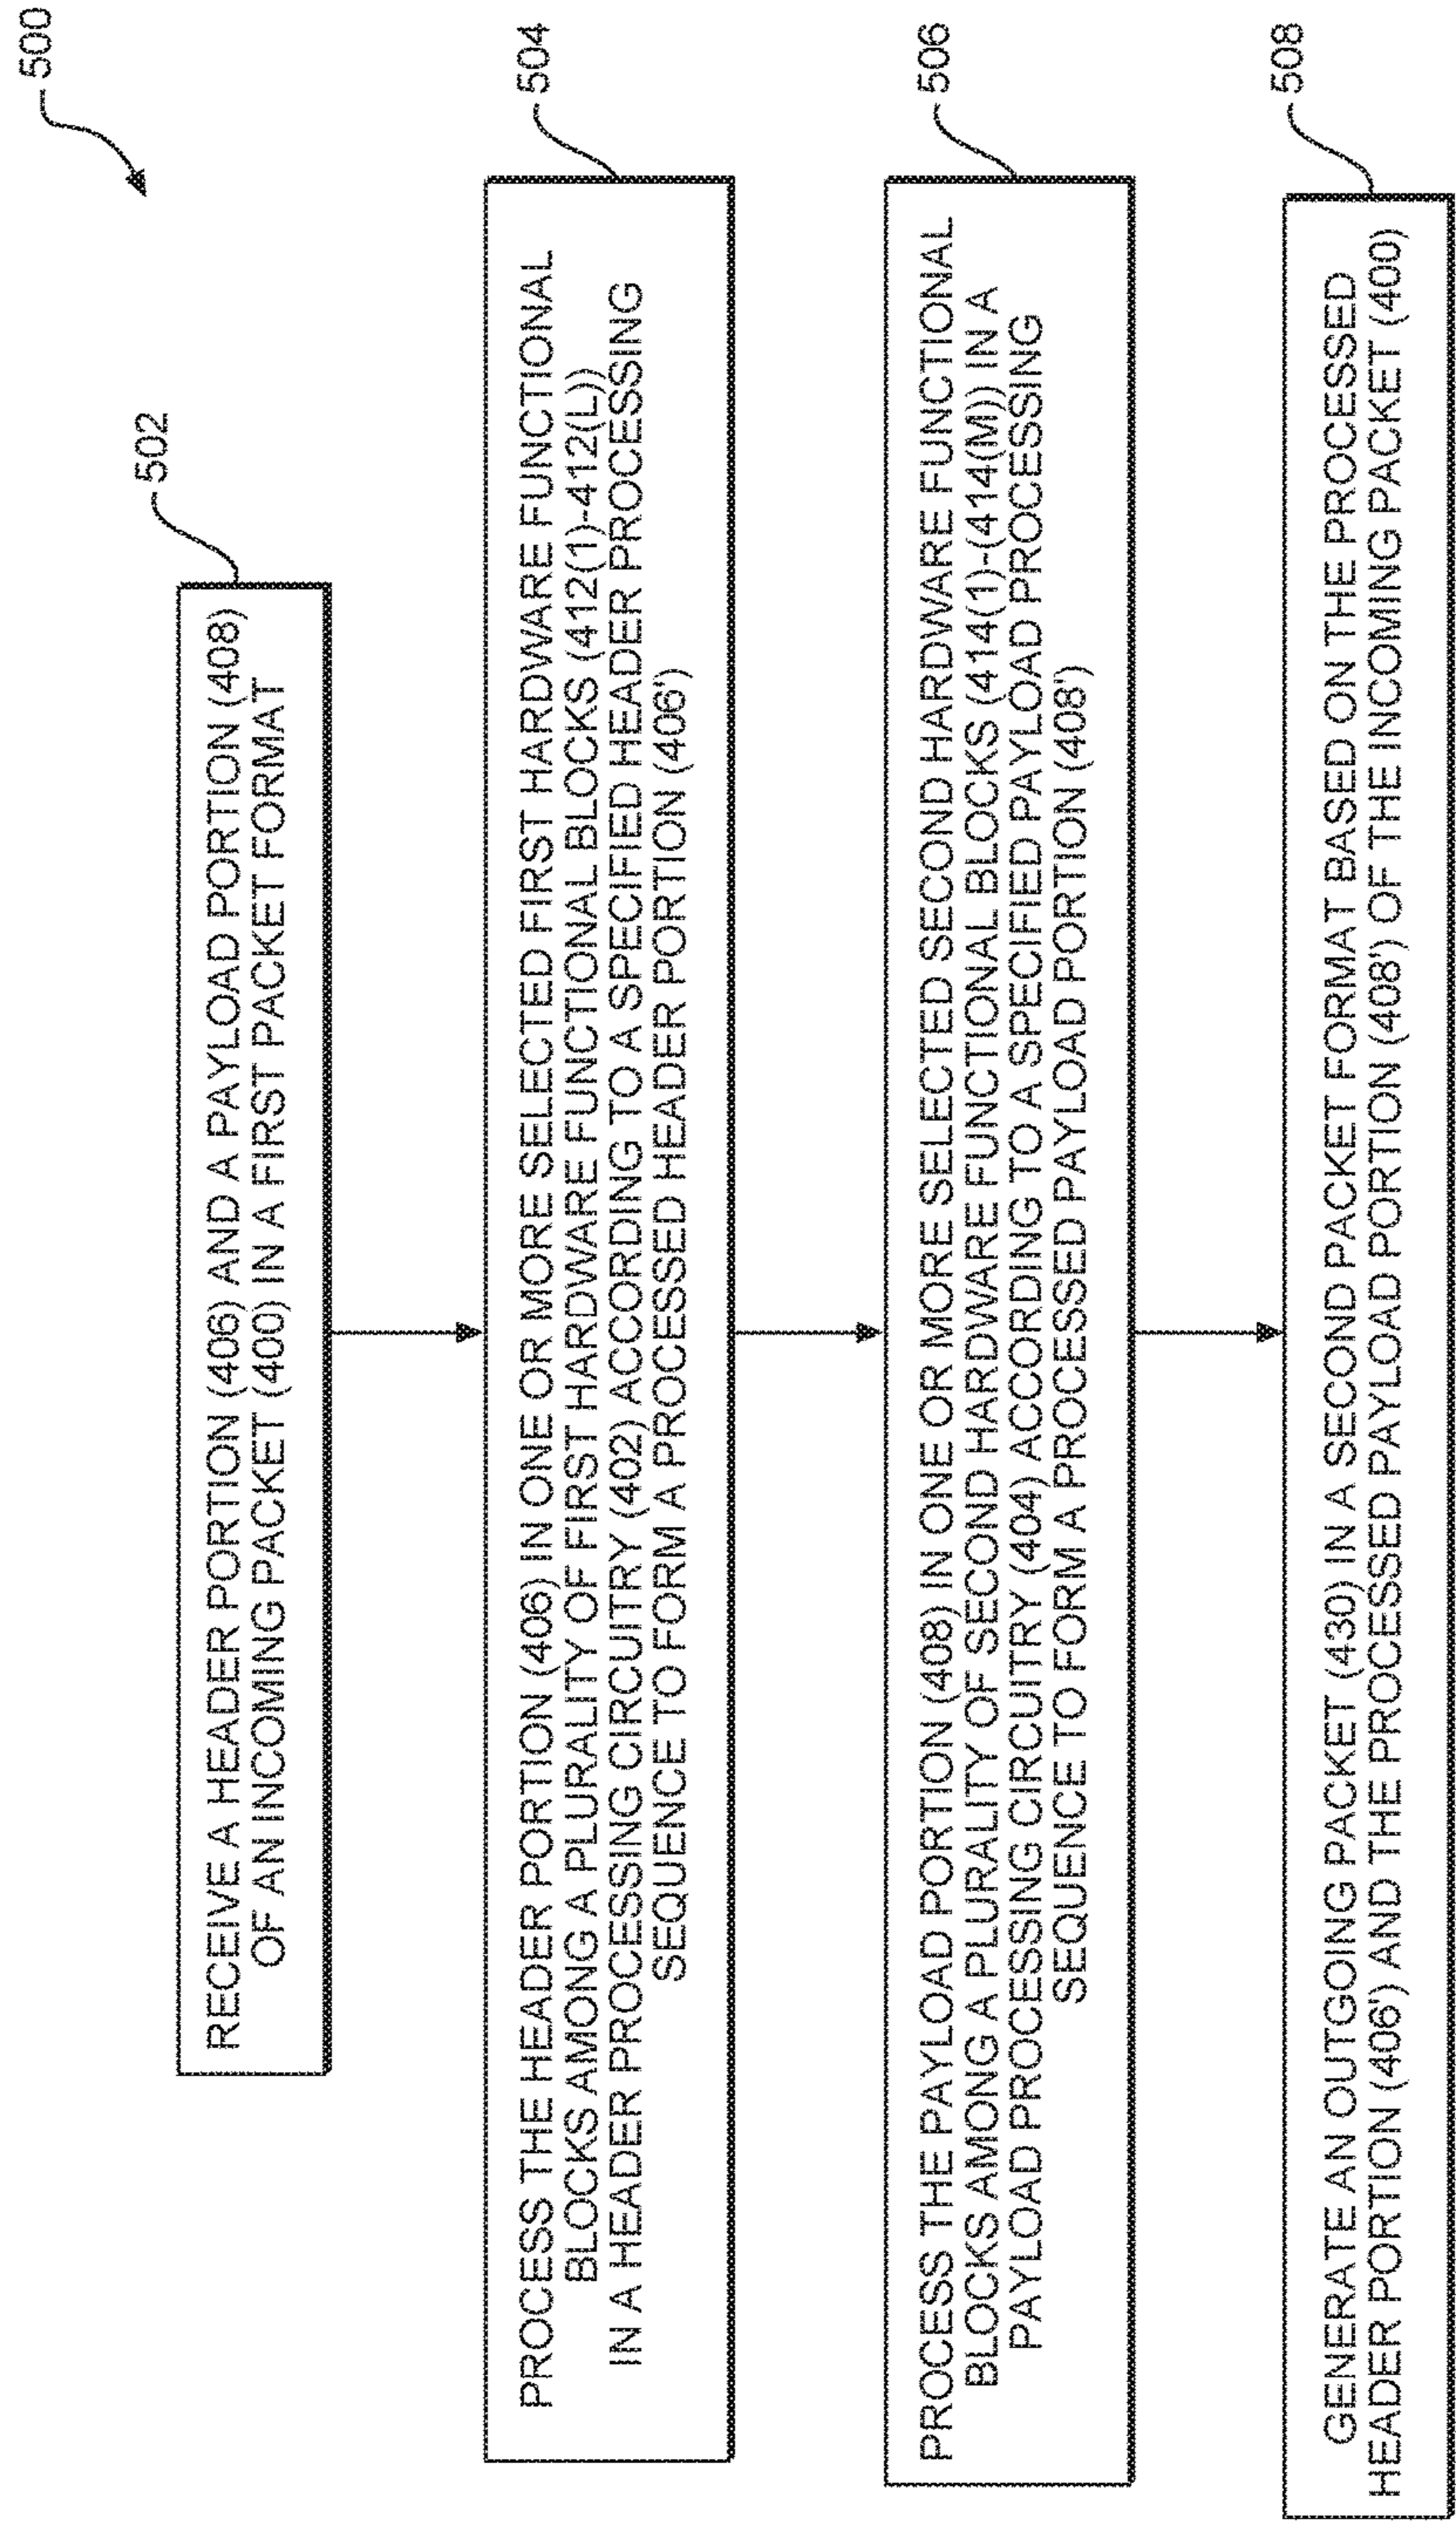 500
502
RECEIVE A HEADER PORTION (406) AND A PAYLOAD PORTION (408)
OF AN INCOMING PACKET (400) IN A FIRST PACKET FORMAT
504
PROCESS THE HEADER PORTION (406) IN ONE OR MORE SELECTED FIRST HARDWARE FUNCTIONAL
BLOCKS AMONG A PLURALITY OF FIRST HARDWARE FUNCTIONAL BLOCKS (412(1)-412(L))
IN A HEADER PROCESSING CIRCUITRY (402) ACCORDING TO A SPECIFIED HEADER PROCESSING
SEQUENCE TO FORM A PROCESSED HEADER PORTION (406')
506
PROCESS THE PAYLOAD PORTION (408) IN ONE OR MORE SELECTED SECOND HARDWARE FUNCTIONAL
BLOCKS AMONG A PLURALITY OF SECOND HARDWARE FUNCTIONAL BLOCKS (414(1)-(414(M)) IN A
PAYLOAD PROCESSING CIRCUITRY (404) ACCORDING TO A SPECIFIED PAYLOAD PROCESSING
SEQUENCE TO FORM A PROCESSED PAYLOAD PORTION (408')
508
GENERATE AN OUTGOING PACKET (430) IN A SECOND PACKET FORMAT BASED ON THE PROCESSED
HEADER PORTION (406') AND THE PROCESSED PAYLOAD PORTION (408') OF THE INCOMING PACKET (400)